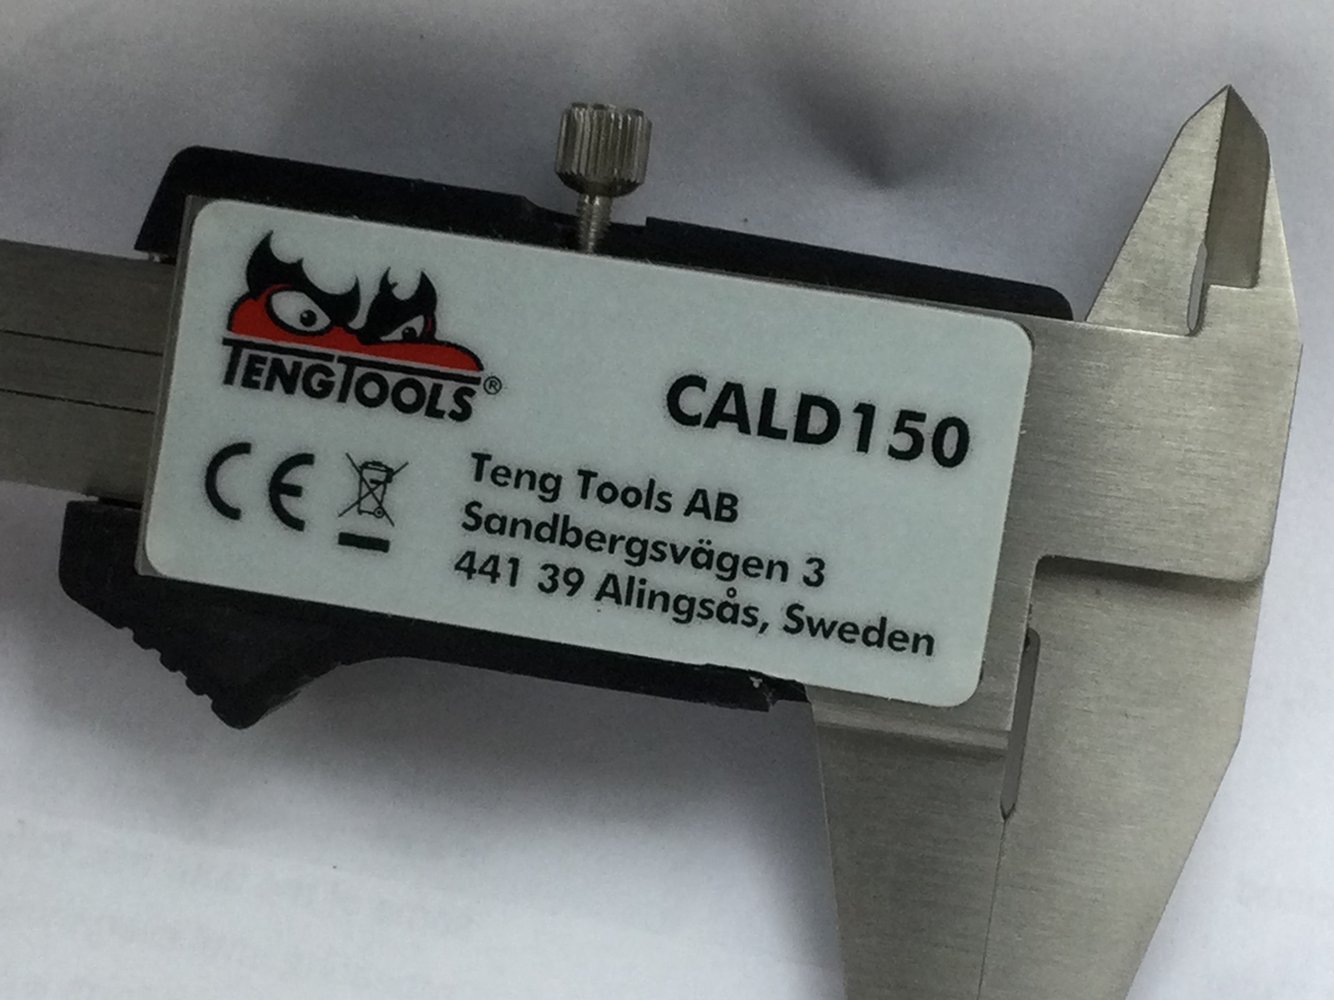 TENGTOOLS®
CALD150
CE
Teng Tools AB
Sandbergsvägen 3
441 39 Alingsås, Sweden